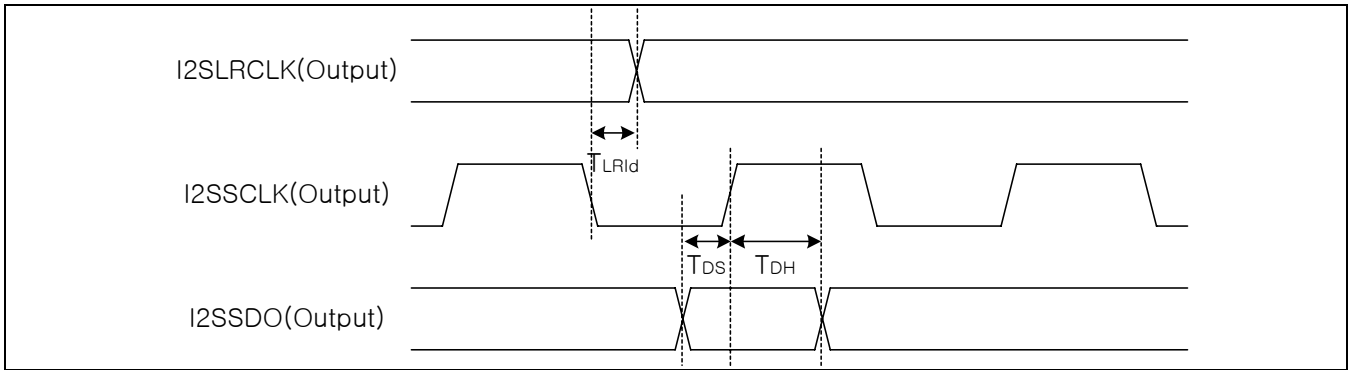 I2SLRCLK(Output)
TLRId
I2SSCLK(Output)
TDS TDH
I2SSDO(Output)